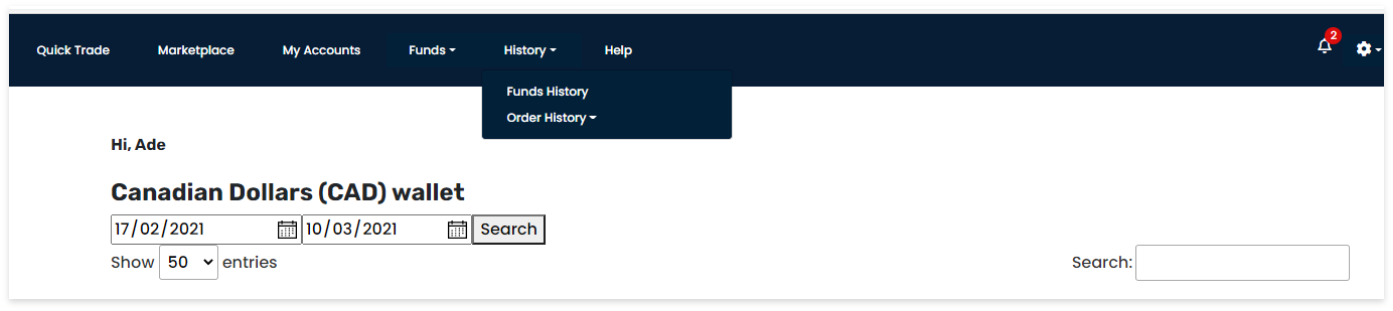 Quick Trade Marketplace My Accounts Funds History Help 2
Funds History
Order History
Hi, Ade
Canadian Dollars (CAD) wallet
17/02/2021 10/03/2021 Search
Show 50 entries Search: